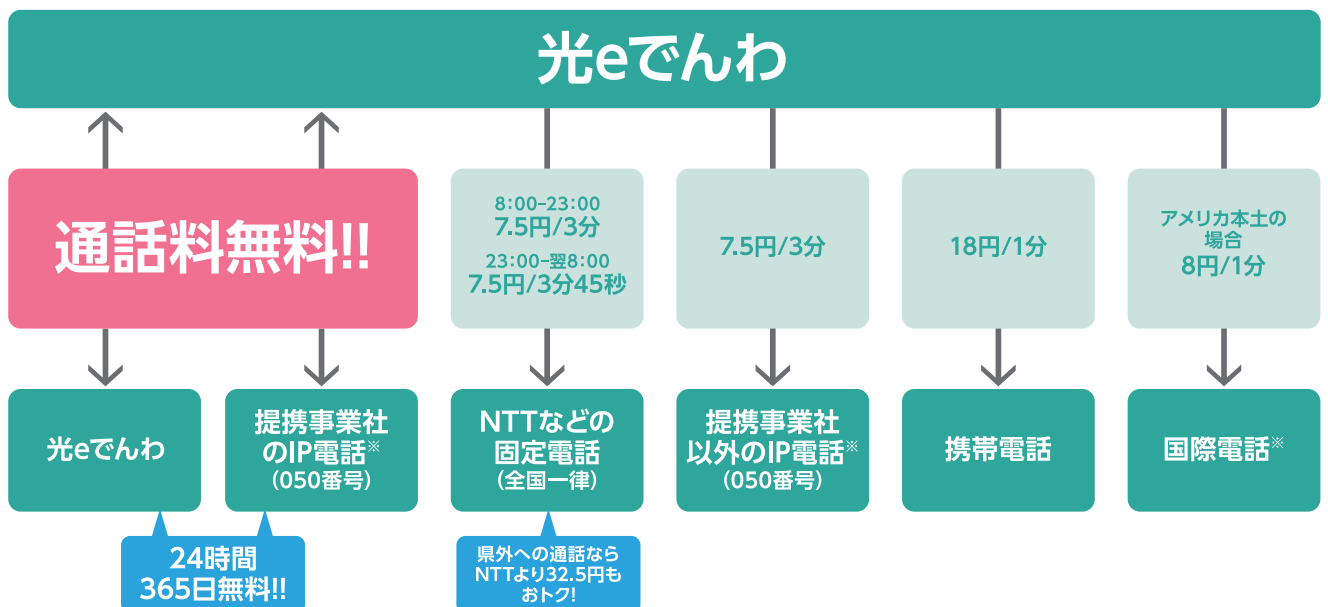 光eでんわ
通話料無料!!
8:00-23:00
7.5円/3分
23:00-翌8:00
7.5円/3分45秒
7.5円/3分
18円/1分
アメリカ本土の
場合
8円/1分
光eでんわ
提携事業社
のIP電話※
(050番号)
NTTなどの
固定電話
(全国一律)
提携事業社
以外のIP電話※
(050番号)
携帯電話
国際電話※
24時間
365日無料!!
県外への通話なら
NTTより32.5円も
おトク!